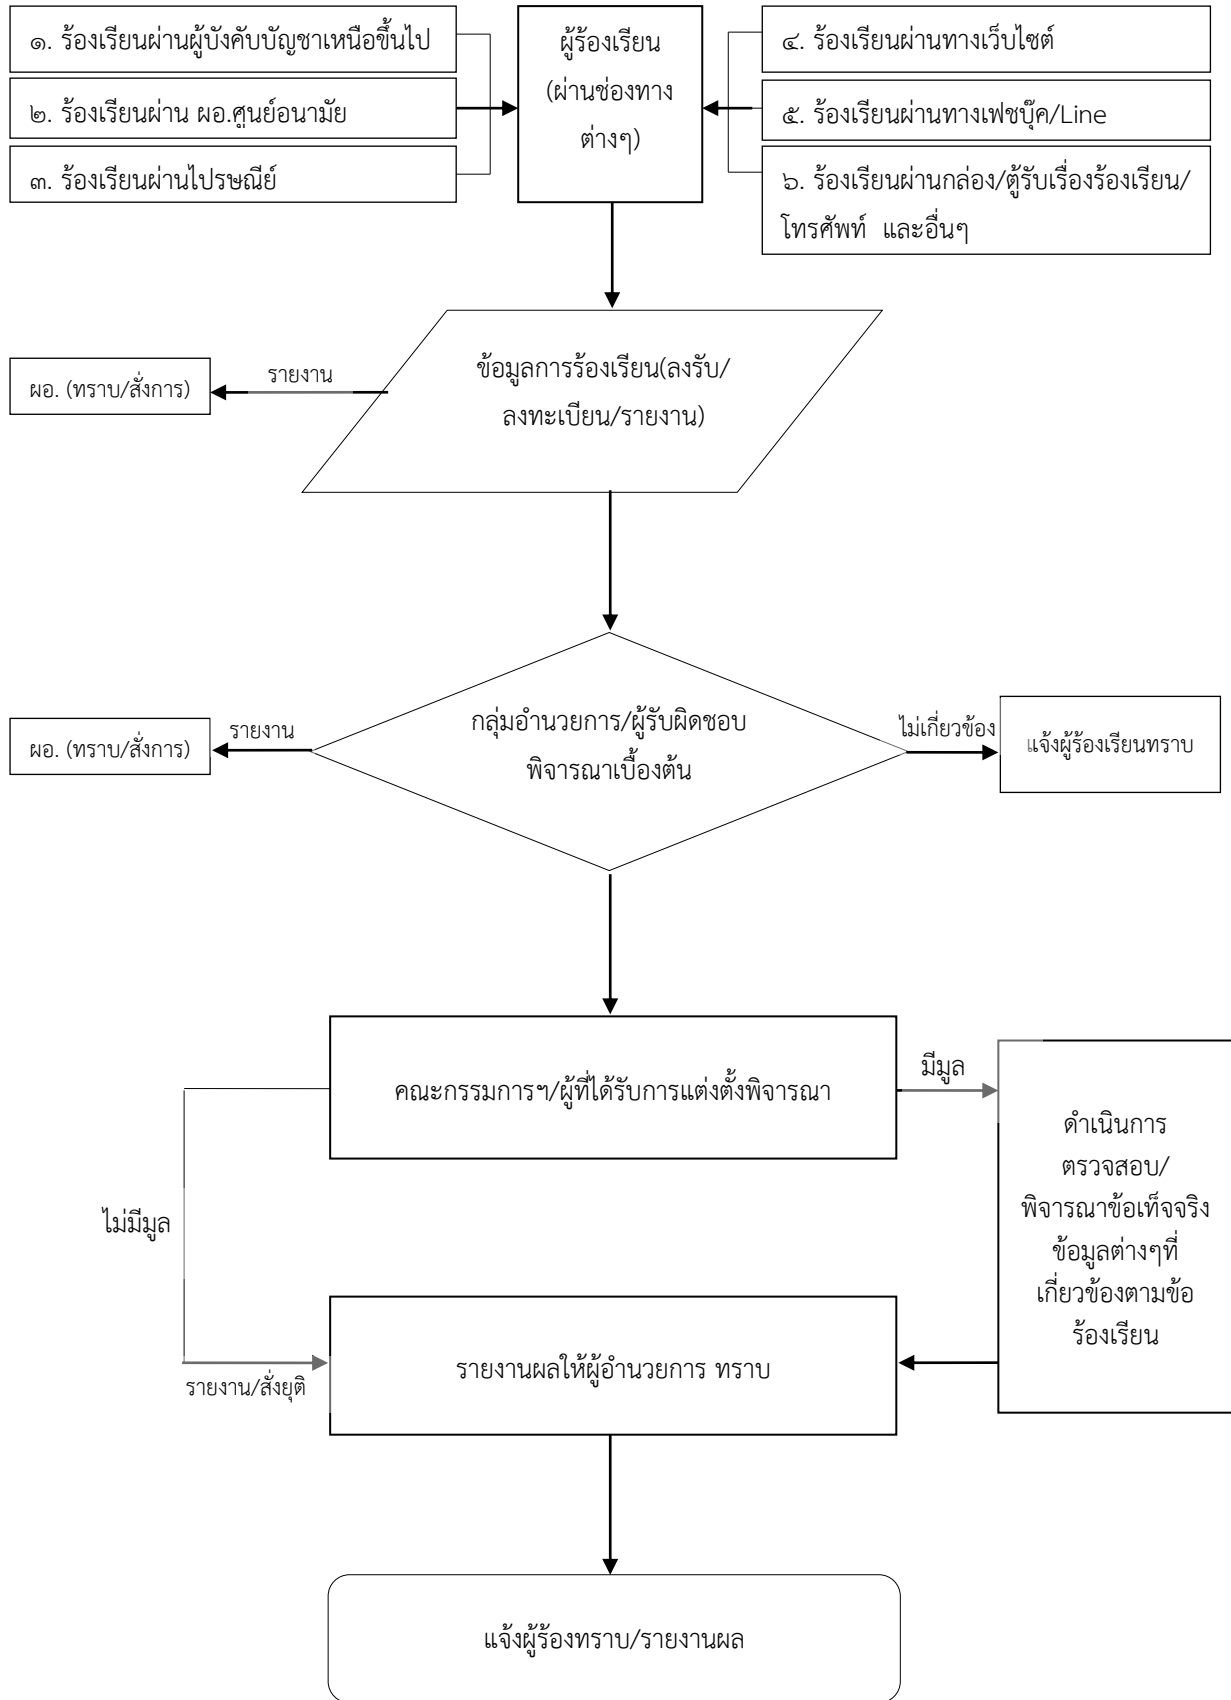 ๑. ร้องเรียนผ่านผู้บังคับบัญชาเหนือขึ้นไป
๒. ร้องเรียนผ่าน ผอ.ศูนย์อนามัย
๓. ร้องเรียนผ่านไปรษณีย์
ผู้ร้องเรียน
(ผ่านช่องทาง
ต่างๆ)
๔. ร้องเรียนผ่านทางเว็บไซต์
๕. ร้องเรียนผ่านทางเฟชบุ๊ค/Line
๖. ร้องเรียนผ่านกล่อง/ตู้รับเรื่องร้องเรียน/
โทรศัพท์ และอื่นๆ
ข้อมูลการร้องเรียน(ลงรับ/
ลงทะเบียน/รายงาน)
รายงาน
ผอ. (ทราบ/สั่งการ)
กลุ่มอำนวยการ/ผู้รับผิดชอบ
พิจารณาเบื้องต้น
รายงาน
ผอ. (ทราบ/สั่งการ)
ไม่เกี่ยวข้อง
แจ้งผู้ร้องเรียนทราบ
คณะกรรมการฯ/ผู้ที่ได้รับการแต่งตั้งพิจารณา
มีมูล
ดำเนินการ
ตรวจสอบ/
พิจารณาข้อเท็จจริง
ข้อมูลต่างๆที่
เกี่ยวข้องตามข้อ
ร้องเรียน
ไม่มีมูล
รายงาน/สั่งยุติ
รายงานผลให้ผู้อำนวยการ ทราบ
แจ้งผู้ร้องทราบ/รายงานผล